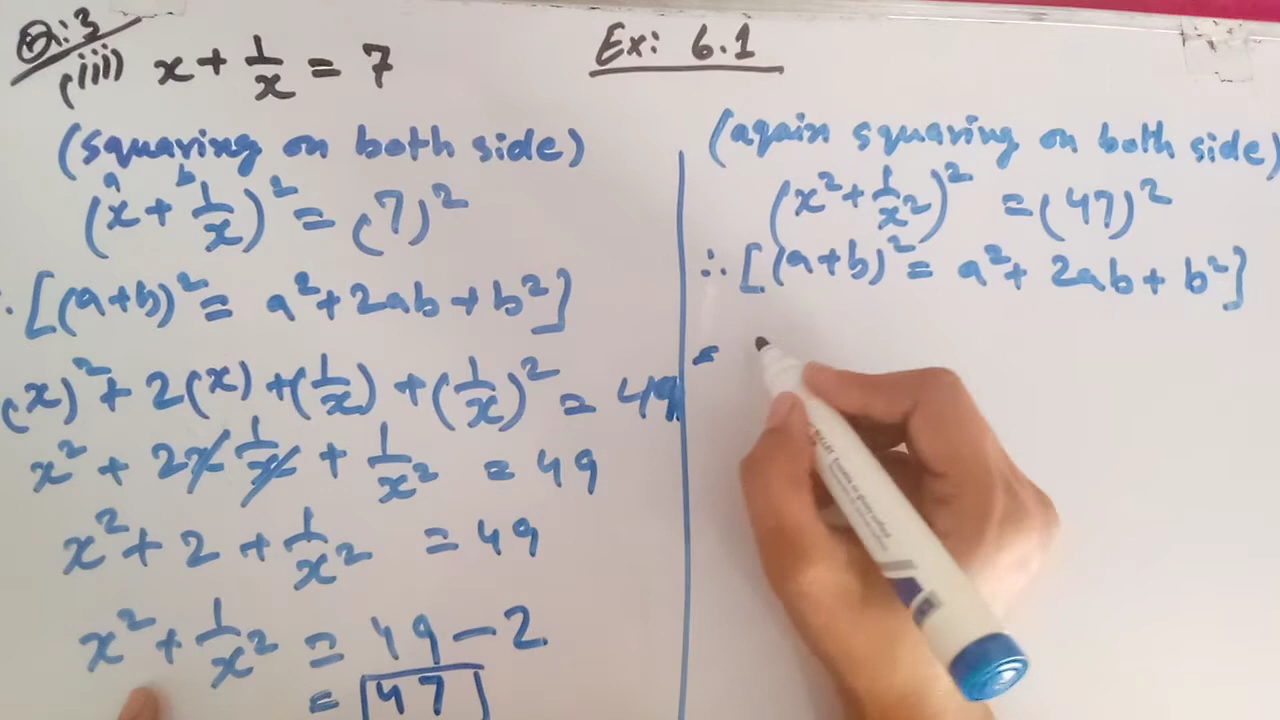 Q:3 Ex: 6.1
(iii) x + 1/x = 7
(squaring on both side)
a b
(x + 1/x)² = (7)²
∴ [(a+b)² = a² + 2ab + b²]
(x)² + 2(x) + (1/x) + (1/x)² = 49
x² + 2x 1/x + 1/x² = 49
x² + 2 + 1/x² = 49
x² + 1/x² = 49 - 2
= 47
(again squaring on both side)
(x² + 1/x²)² = (47)²
∴ [(a+b)² = a² + 2ab + b²]
=